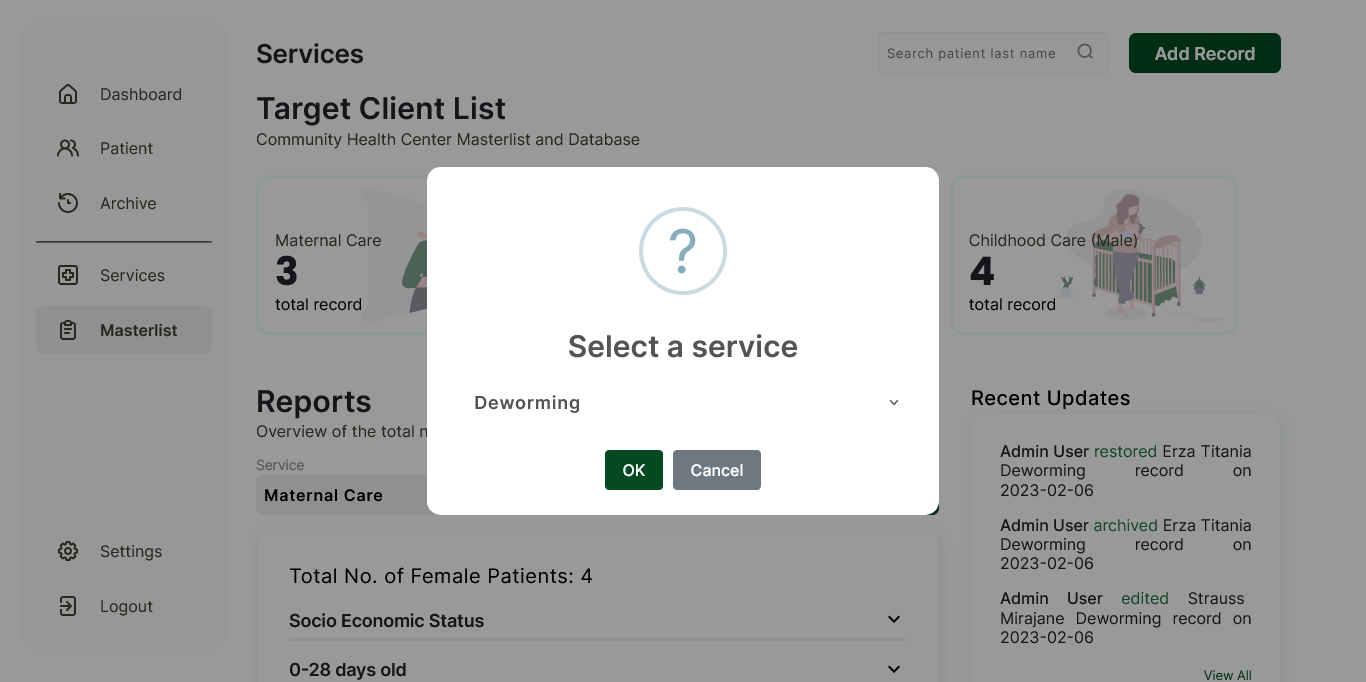 Dashboard
Patient
Archive
Services
Masterlist
Settings
Logout
Services
Search patient last name
Add Record
Target Client List
Community Health Center Masterlist and Database
Maternal Care
3
total record
Childhood Care (Male)
4
total record
?
Select a service
Deworming
OK
Cancel
Reports
Overview of the total
Service
Maternal Care
Total No. of Female Patients: 4
Socio Economic Status
0-28 days old
Recent Updates
Admin User restored Erza Titania
Deworming record on
2023-02-06
Admin User archived Erza Titania
Deworming record on
2023-02-06
Admin User edited Strauss
Mirajane Deworming record on
2023-02-06
View All